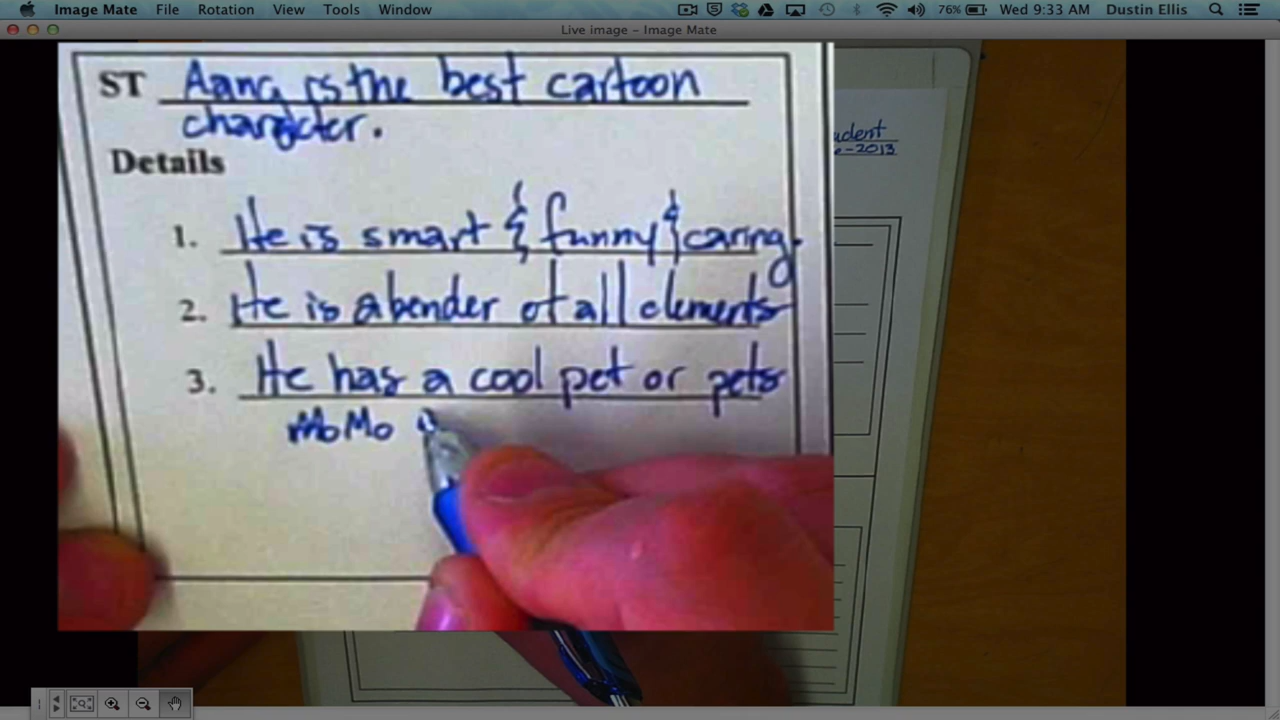 Image Mate File Rotation View Tools Window 76% Wed 9:33 AM Dustin Ellis
Live image – Image Mate
ST Aang is the best cartoon
character.
Details
1. He is smart & funny & caring.
2. He is a bender of all elements
3. He has a cool pet or pets
MoMo
udent
-2013